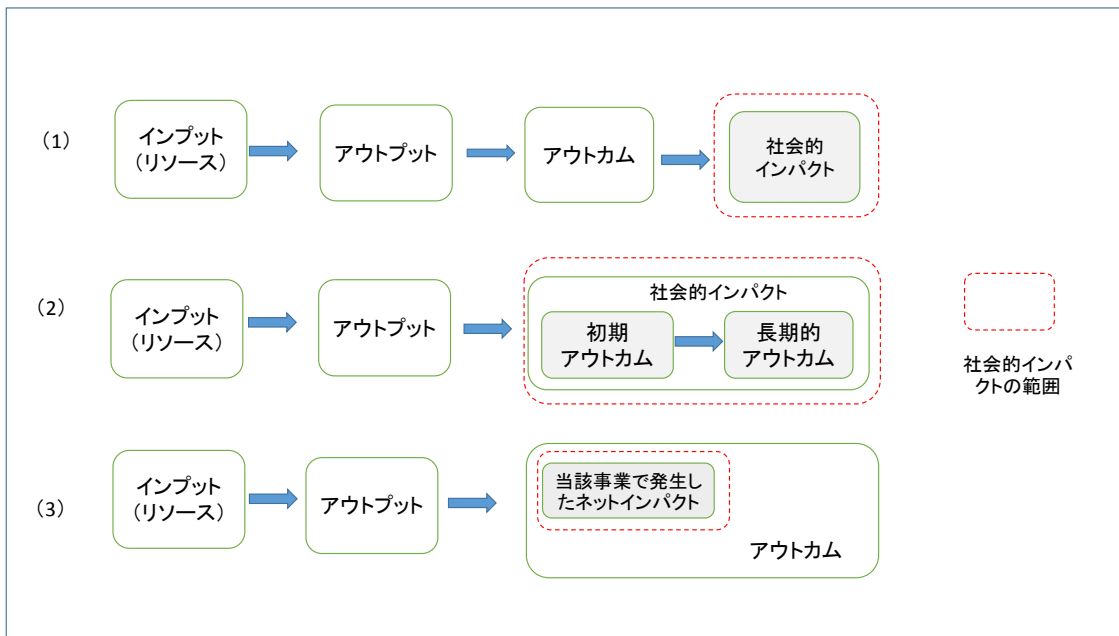 (1)
インプット
(リソース)
アウトプット
アウトカム
社会的
インパクト
(2)
インプット
(リソース)
アウトプット
社会的インパクト
初期
アウトカム
長期的
アウトカム
社会的インパ
クトの範囲
(3)
インプット
(リソース)
アウトプット
当該事業で発生し
たネットインパクト
アウトカム